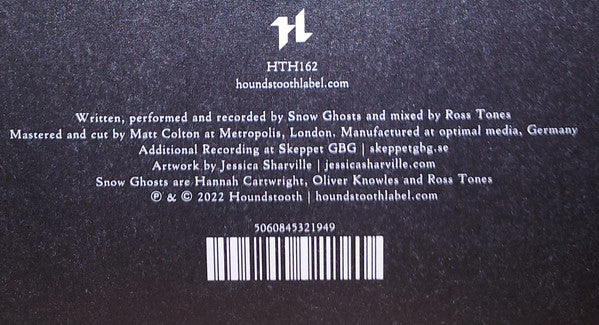 H
HTH162
houndstoothlabel.com
Written, performed and recorded by Snow Ghosts and mixed by Ross Tones
Mastered and cut by Matt Colton at Metropolis, London. Manufactured at optimal media, Germany
Additional Recording at Skeppet GBG | skeppetgbg.se
Artwork by Jessica Sharville | jessicasharville.com
Snow Ghosts are Hannah Cartwright, Oliver Knowles and Ross Tones
℗ & © 2022 Houndstooth | houndstoothlabel.com
5060845321949